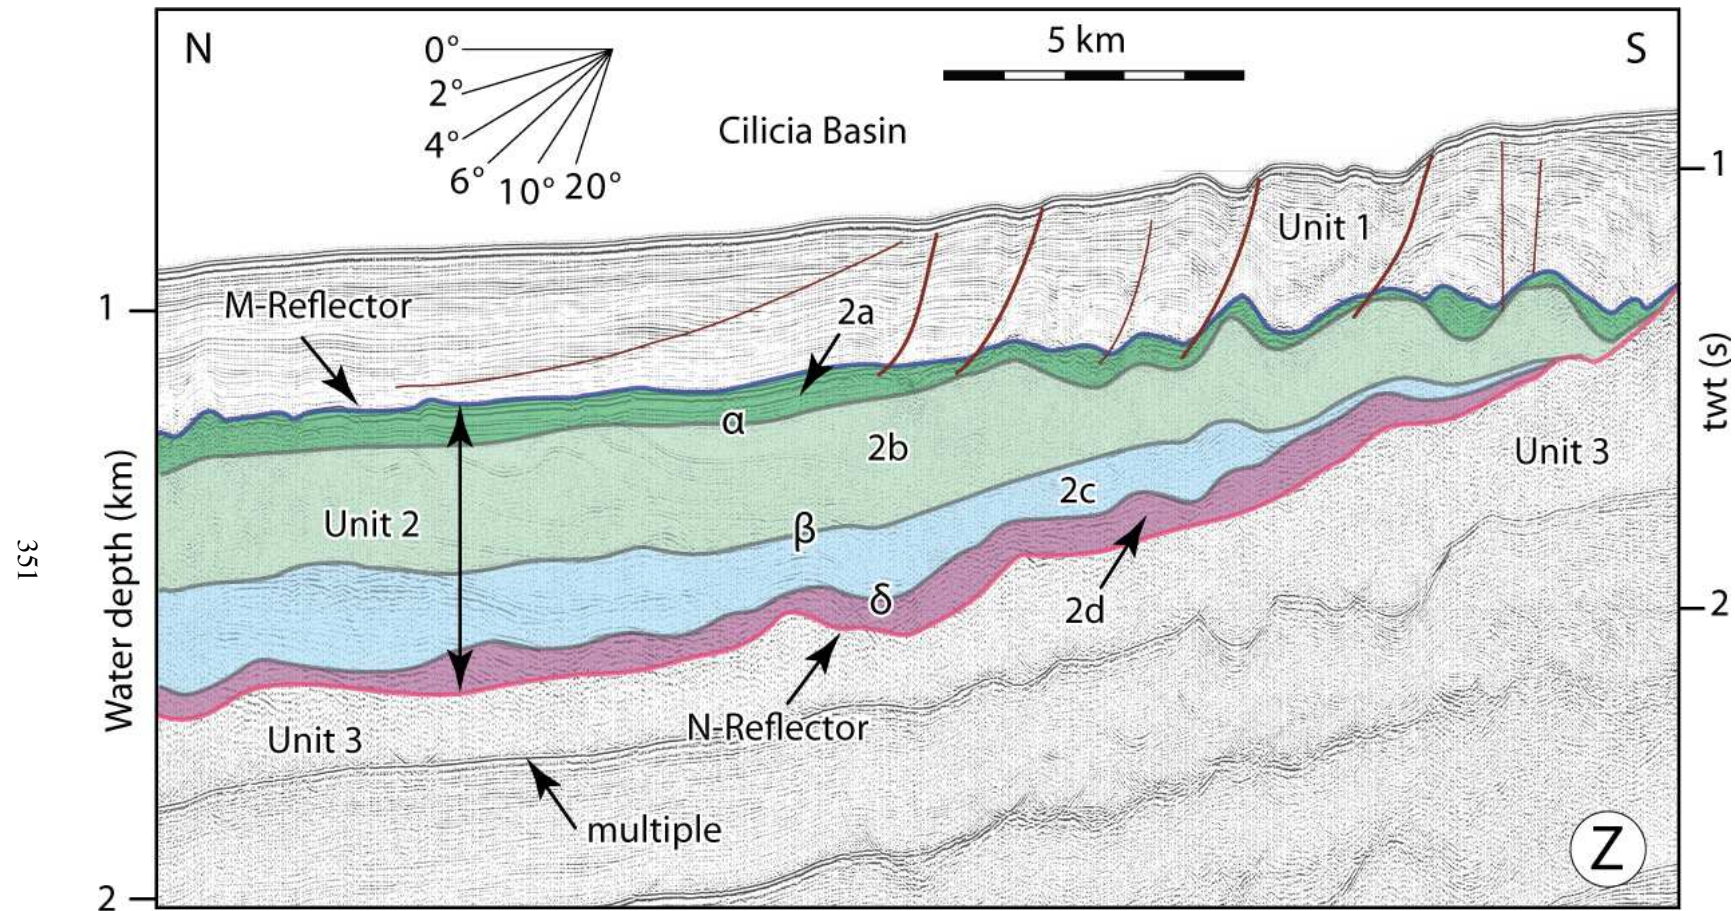 N
S
0°
2°
4°
6°
10°
20°
5 km
Cilicia Basin
1
Unit 1
1
M-Reflector
2a
twt (s)
α
2b
Unit 3
2c
Unit 2
β
Water depth (km)
351
δ
2d
2
N-Reflector
Unit 3
multiple
Z
2